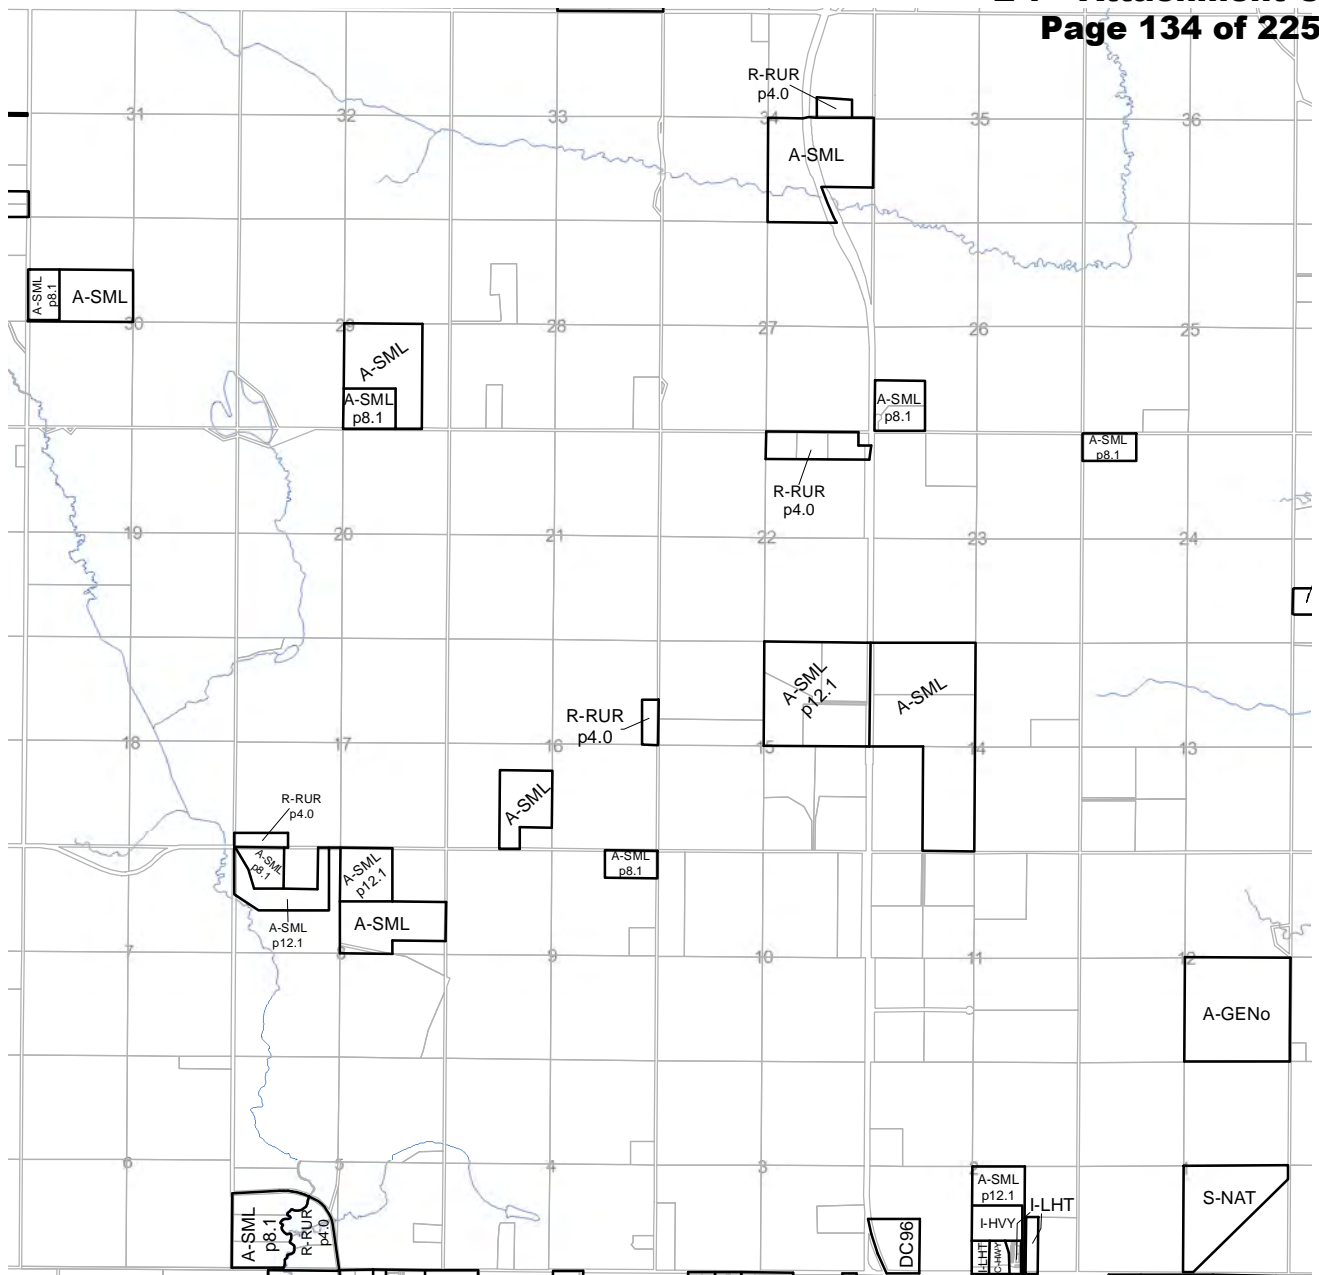 Page 134 of 225
R-RUR
p4.0
31
32
33
34
35
36
A-SML
A-SML
p8.1
A-SML
30
29
28
27
26
25
A-SML
A-SML
p8.1
A-SML
p8.1
A-SML
p8.1
R-RUR
p4.0
19
20
21
22
23
24
A-SML
p12.1
A-SML
R-RUR
p4.0
18
17
16
15
14
13
A-SML
R-RUR
p4.0
A-SML
p8.1
A-SML
p12.1
A-SML
p8.1
A-SML
A-SML
p12.1
7
8
9
10
11
12
A-GENo
6
5
4
3
2
1
A-SML
p12.1
S-NAT
I-LHT
I-HVY
A-SML
p8.1
R-RUR
p4.0
DC96
I-LHT
C-HWY